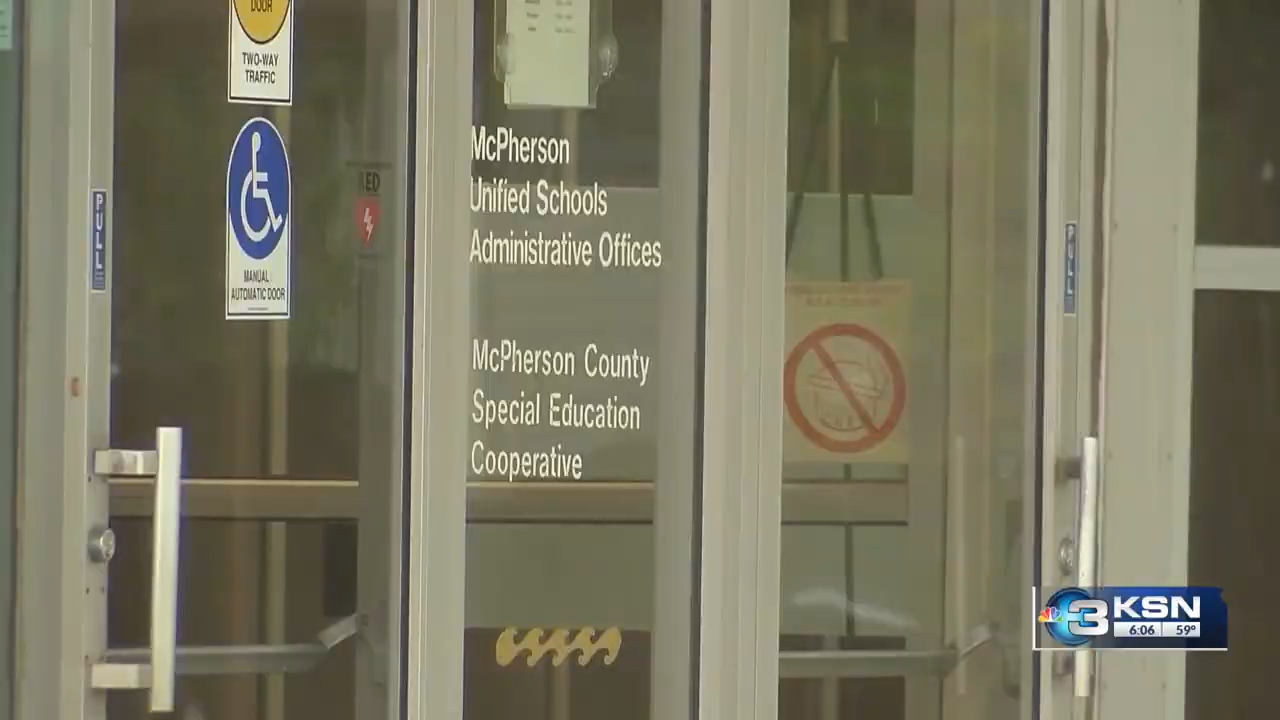 DOOR
TWO-WAY
TRAFFIC
MANUAL
AUTOMATIC DOOR
PULL
McPherson
Unified Schools
Administrative Offices
McPherson County
Special Education
Cooperative
PULL
3 KSN
6:06 59°